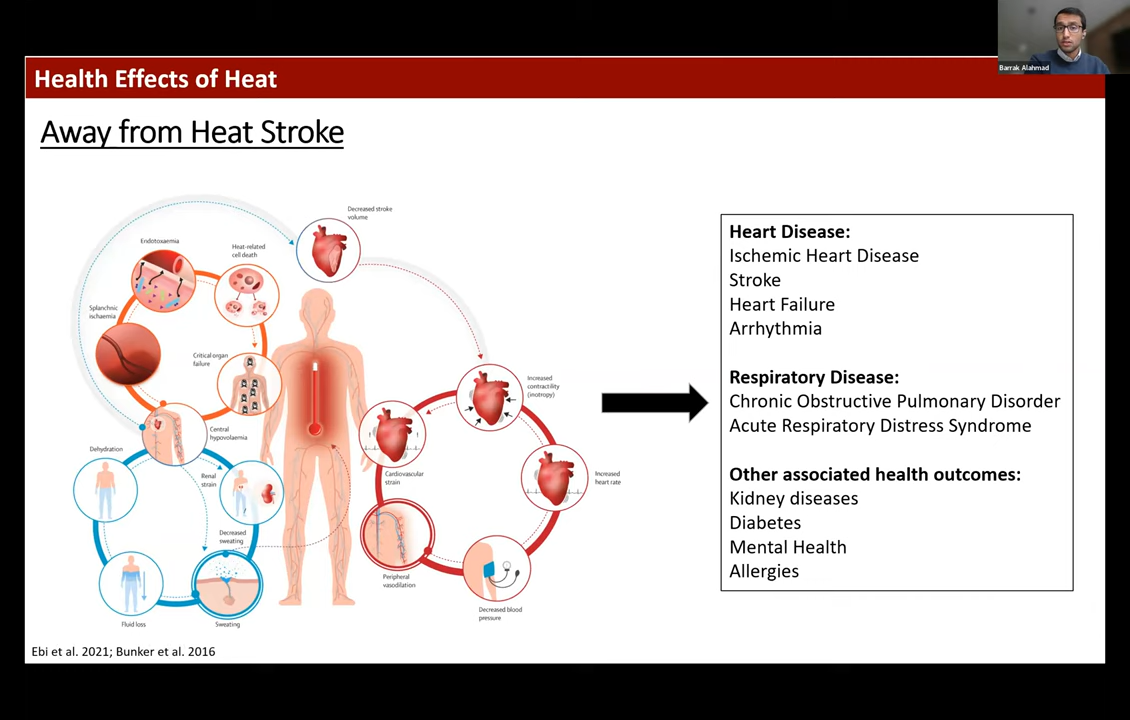 Barrak Alahmad
Health Effects of Heat
Away from Heat Stroke
Decreased stroke
volume
Endotoxaemia
Heat-related
cell death
Splanchnic
ischaemia
Critical organ
failure
Central
hypovolaemia
Dehydration
Renal
strain
Decreased
sweating
Fluid loss
Sweating
Increased
contractility
(inotropy)
Cardiovascular
strain
Increased
heart rate
Peripheral
vasodilation
Decreased blood
pressure
Heart Disease:
Ischemic Heart Disease
Stroke
Heart Failure
Arrhythmia
Respiratory Disease:
Chronic Obstructive Pulmonary Disorder
Acute Respiratory Distress Syndrome
Other associated health outcomes:
Kidney diseases
Diabetes
Mental Health
Allergies
Ebi et al. 2021; Bunker et al. 2016